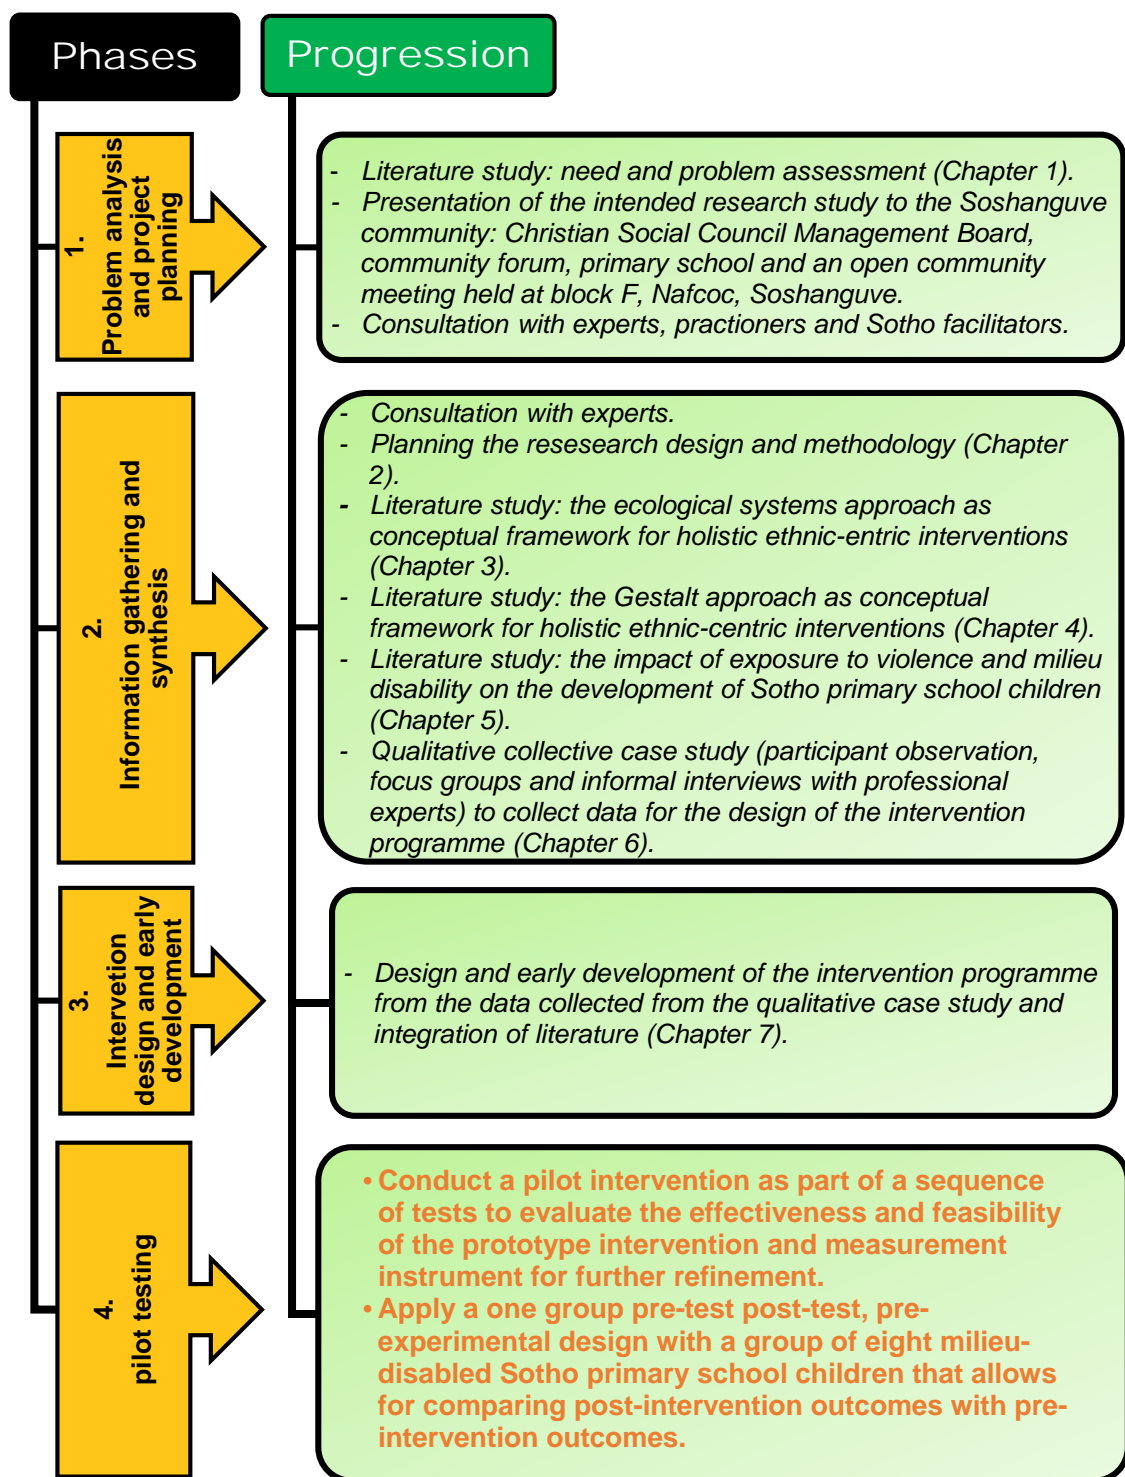 Phases
Progression
1.
Problem analysis
and project
planning
- Literature study: need and problem assessment (Chapter 1).
- Presentation of the intended research study to the Soshanguve
community: Christian Social Council Management Board,
community forum, primary school and an open community
meeting held at block F, Nafcoc, Soshanguve.
- Consultation with experts, practioners and Sotho facilitators.
2.
Information gathering and
synthesis
- Consultation with experts.
- Planning the resesearch design and methodology (Chapter
2).
- Literature study: the ecological systems approach as
conceptual framework for holistic ethnic-entric interventions
(Chapter 3).
- Literature study: the Gestalt approach as conceptual
framework for holistic ethnic-centric interventions (Chapter 4).
- Literature study: the impact of exposure to violence and milieu
disability on the development of Sotho primary school children
(Chapter 5).
- Qualitative collective case study (participant observation,
focus groups and informal interviews with professional
experts) to collect data for the design of the intervention
programme (Chapter 6).
3.
Intervetion
design and early
development
- Design and early development of the intervention programme
from the data collected from the qualitative case study and
integration of literature (Chapter 7).
4.
pilot testing
• Conduct a pilot intervention as part of a sequence
of tests to evaluate the effectiveness and feasibility
of the prototype intervention and measurement
instrument for further refinement.
• Apply a one group pre-test post-test, pre-
experimental design with a group of eight milieu-
disabled Sotho primary school children that allows
for comparing post-intervention outcomes with pre-
intervention outcomes.